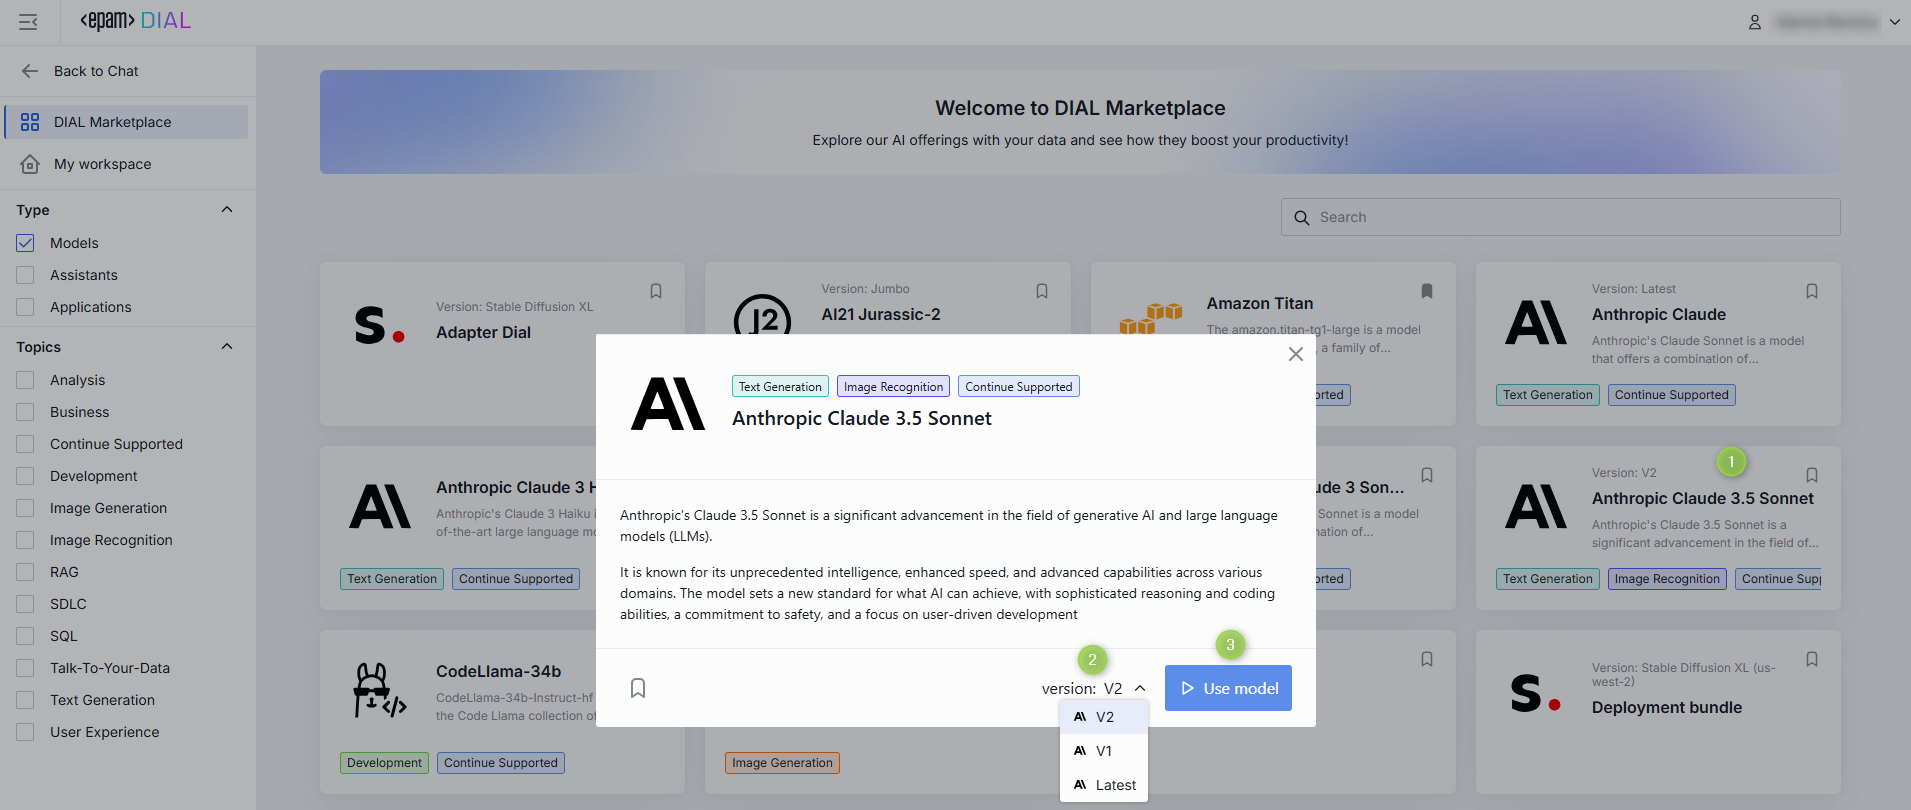 <epam> DIAL
Back to Chat
DIAL Marketplace
My workspace
Type
Models
Assistants
Applications
Topics
Analysis
Business
Continue Supported
Development
Image Generation
Image Recognition
RAG
SDLC
SQL
Talk-To-Your-Data
Text Generation
User Experience
Welcome to DIAL Marketplace
Explore our AI offerings with your data and see how they boost your productivity!
Search
S.
Version: Stable Diffusion XL
Adapter Dial
J2
Version: Jumbo
AI21 Jurassic-2
Amazon Titan
The amazon.titan-tg1-large is a model
, a family of...
orted
Version: Latest
Anthropic Claude
Anthropic's Claude Sonnet is a model
that offers a combination of...
Text Generation
Continue Supported
Anthropic Claude 3 H
Anthropic's Claude 3 Haiku i
of-the-art large language mo
Text Generation
Continue Supported
ude 3 Son...
Sonnet is a model
nation of...
orted
1
Version: V2
Anthropic Claude 3.5 Sonnet
Anthropic's Claude 3.5 Sonnet is a
significant advancement in the field of...
Text Generation
Image Recognition
Continue Supp
CodeLlama-34b
CodeLlama-34b-Instruct-hf
the Code Llama collection of
Development
Continue Supported
Image Generation
S.
Version: Stable Diffusion XL (us-
west-2)
Deployment bundle
Text Generation
Image Recognition
Continue Supported
Anthropic Claude 3.5 Sonnet
Anthropic's Claude 3.5 Sonnet is a significant advancement in the field of generative AI and large language
models (LLMs).
It is known for its unprecedented intelligence, enhanced speed, and advanced capabilities across various
domains. The model sets a new standard for what AI can achieve, with sophisticated reasoning and coding
abilities, a commitment to safety, and a focus on user-driven development
2
3
version: V2
Use model
V2
V1
Latest